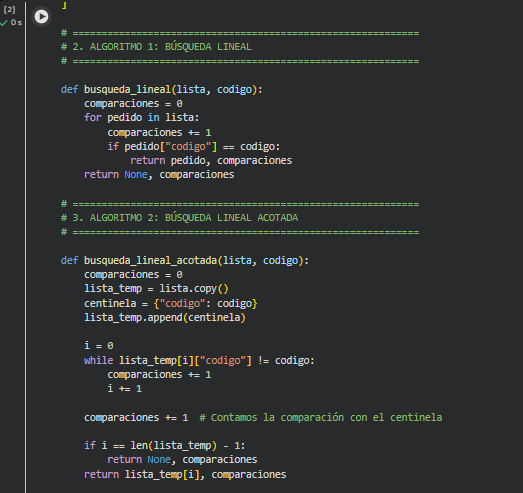 [2]
✓ 0 s
]
# ============================================================
# 2. ALGORITMO 1: BÚSQUEDA LINEAL
# ============================================================
def busqueda_lineal(lista, codigo):
    comparaciones = 0
    for pedido in lista:
        comparaciones += 1
        if pedido["codigo"] == codigo:
            return pedido, comparaciones
    return None, comparaciones
# ============================================================
# 3. ALGORITMO 2: BÚSQUEDA LINEAL ACOTADA
# ============================================================
def busqueda_lineal_acotada(lista, codigo):
    comparaciones = 0
    lista_temp = lista.copy()
    centinela = {"codigo": codigo}
    lista_temp.append(centinela)
    i = 0
    while lista_temp[i]["codigo"] != codigo:
        comparaciones += 1
        i += 1
    comparaciones += 1  # Contamos la comparación con el centinela
    if i == len(lista_temp) - 1:
        return None, comparaciones
    return lista_temp[i], comparaciones